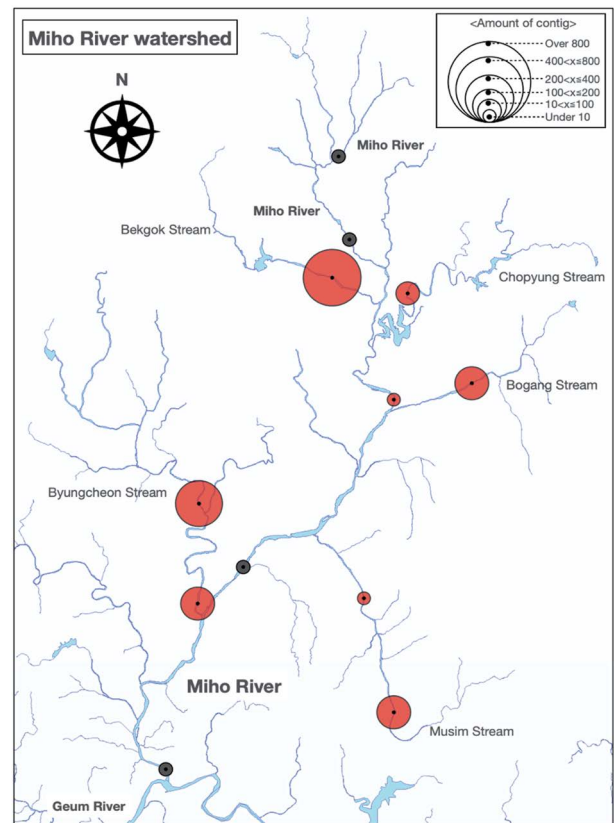 Miho River watershed
N
<Amount of contig>
Over 800
400<x≤800
200<x≤400
100<x≤200
10<x≤100
Under 10
Miho River
Miho River
Bekgok Stream
Chopyung Stream
Bogang Stream
Byungcheon Stream
Miho River
Musim Stream
Geum River